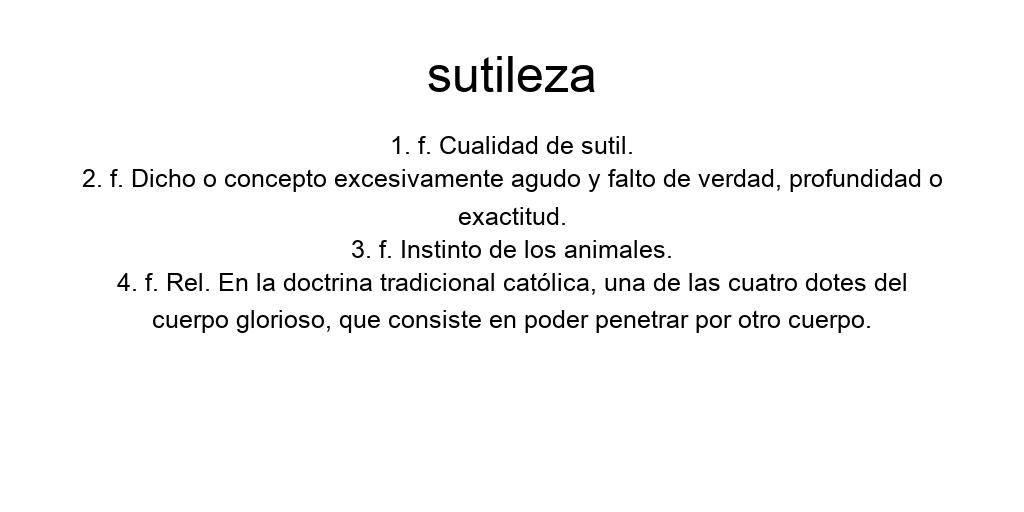 sutileza
1. f. Cualidad de sutil.
2. f. Dicho o concepto excesivamente agudo y falto de verdad, profundidad o
exactitud.
3. f. Instinto de los animales.
4. f. Rel. En la doctrina tradicional católica, una de las cuatro dotes del
cuerpo glorioso, que consiste en poder penetrar por otro cuerpo.